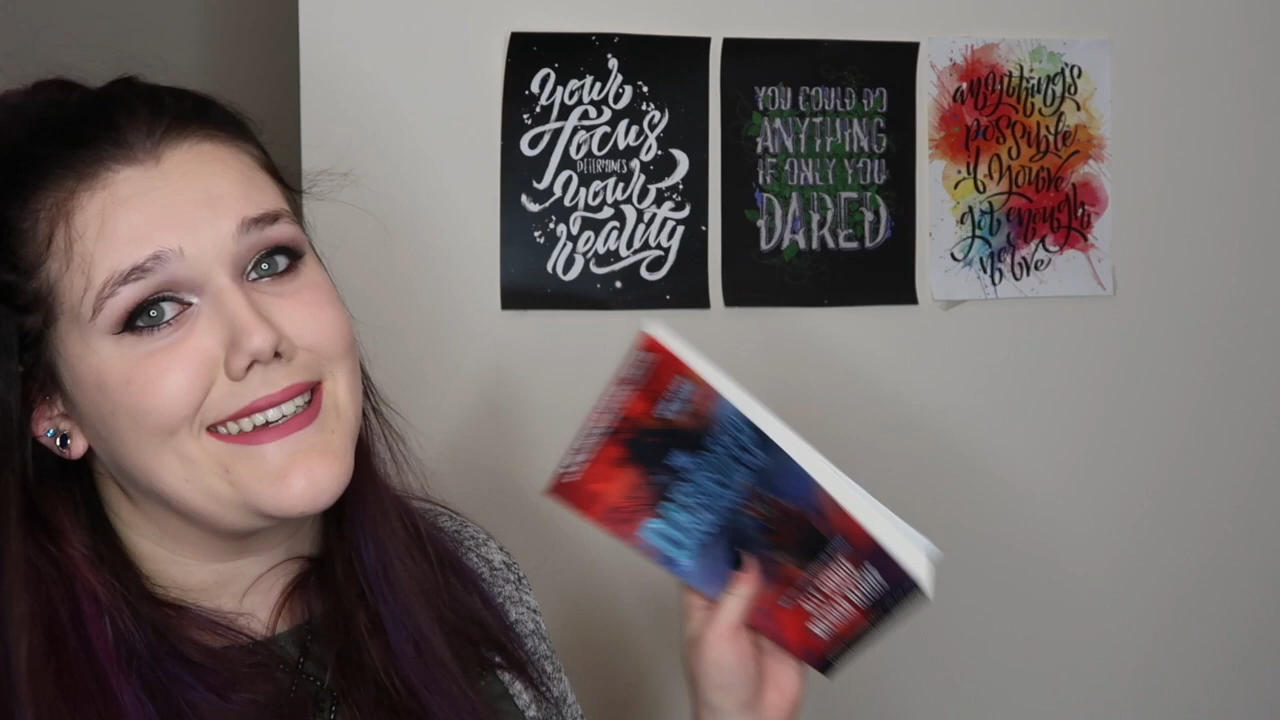 your
focus
DETERMINES
your
reality
YOU COULD DO
ANYTHING
IF ONLY YOU
DARED
anything's
possible
if you've
got enough
nerve